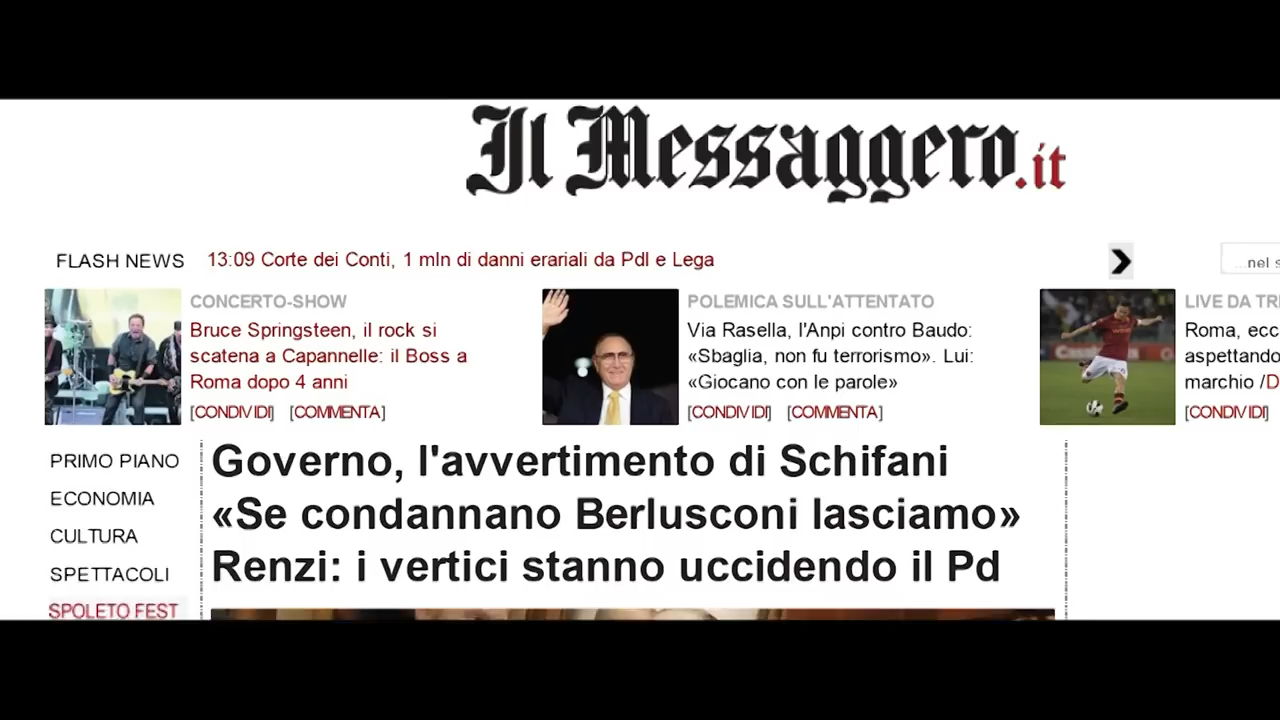 Il Messaggero.it
FLASH NEWS
13:09 Corte dei Conti, 1 mln di danni erariali da Pdl e Lega
...nel s
CONCERTO-SHOW
Bruce Springsteen, il rock si
scatena a Capannelle: il Boss a
Roma dopo 4 anni
[CONDIVIDI] [COMMENTA]
POLEMICA SULL'ATTENTATO
Via Rasella, l'Anpi contro Baudo:
«Sbaglia, non fu terrorismo». Lui:
«Giocano con le parole»
[CONDIVIDI] [COMMENTA]
LIVE DA TRI
Roma, ecc
aspettando
marchio /D
[CONDIVIDI]
PRIMO PIANO
ECONOMIA
CULTURA
SPETTACOLI
SPOLETO FEST
Governo, l'avvertimento di Schifani
«Se condannano Berlusconi lasciamo»
Renzi: i vertici stanno uccidendo il Pd